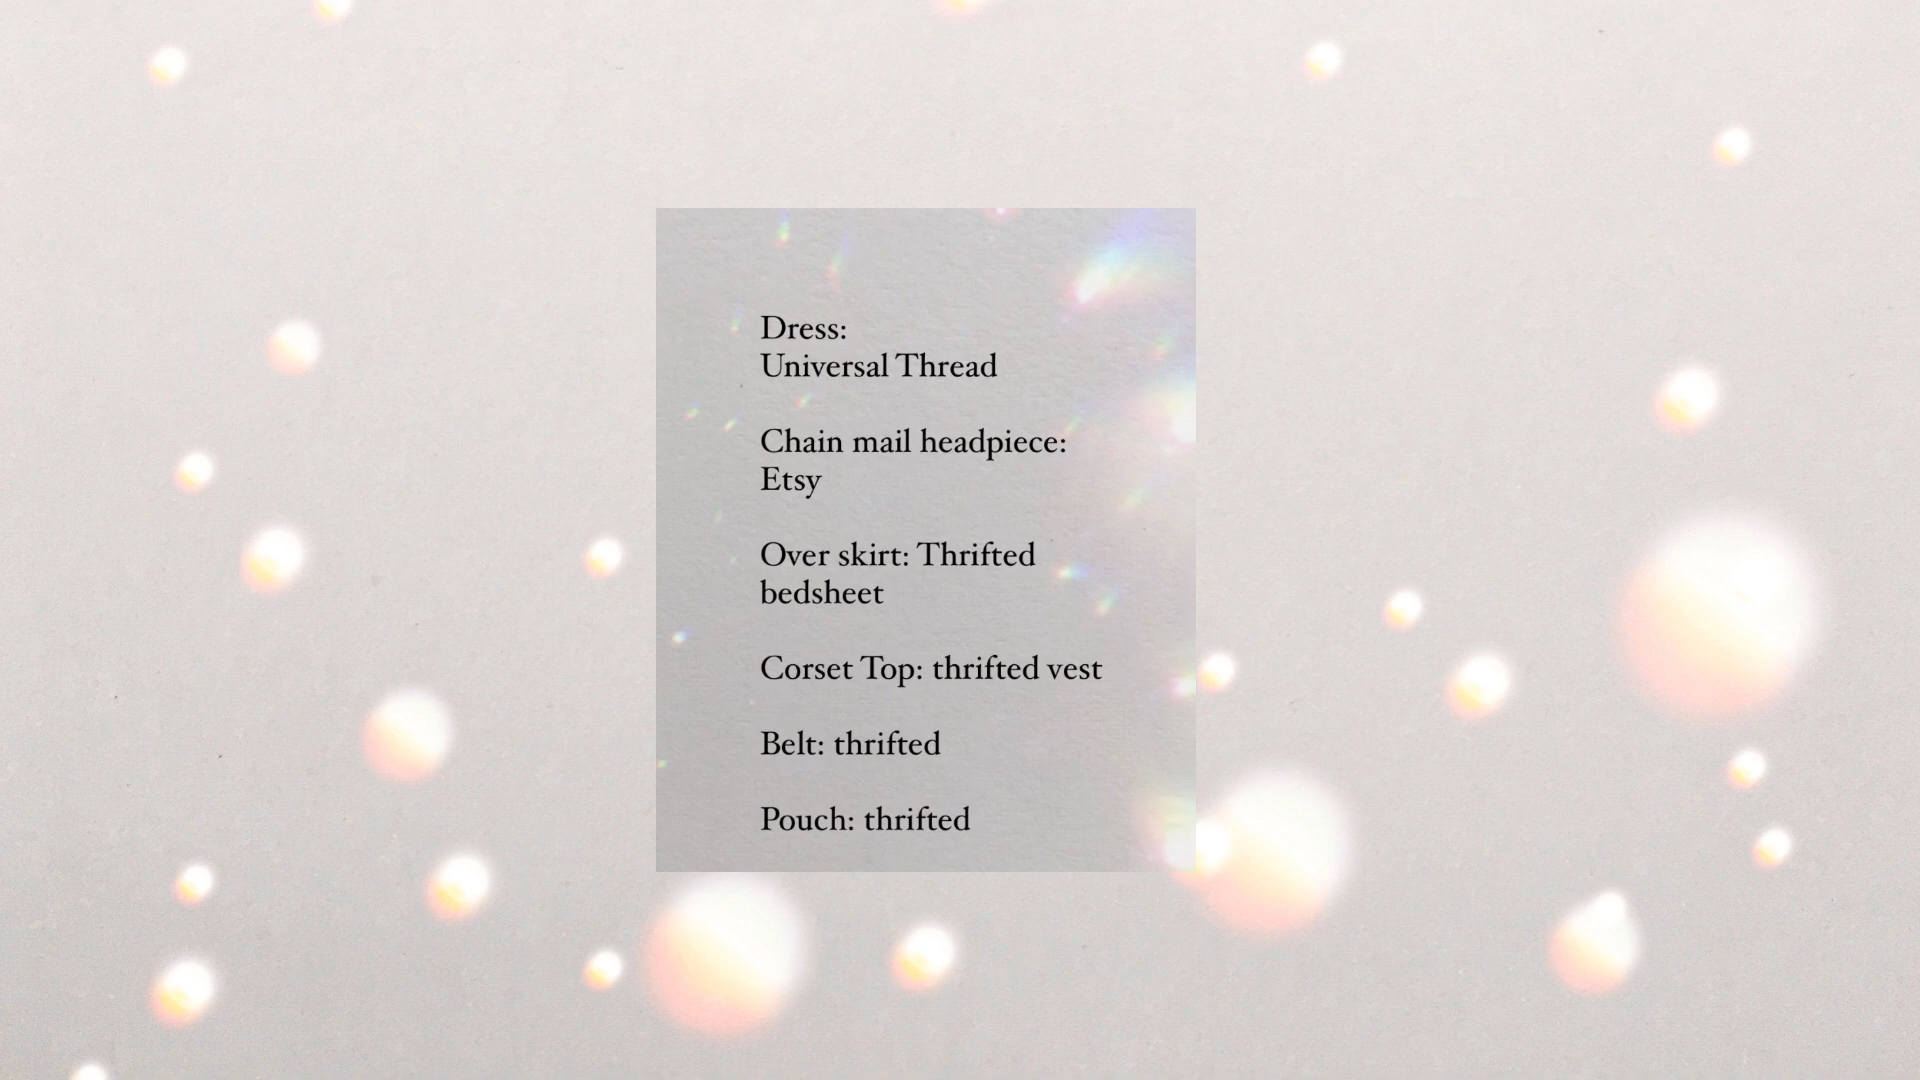 Dress:
Universal Thread
Chain mail headpiece:
Etsy
Over skirt: Thrifted
bedsheet
Corset Top: thrifted vest
Belt: thrifted
Pouch: thrifted